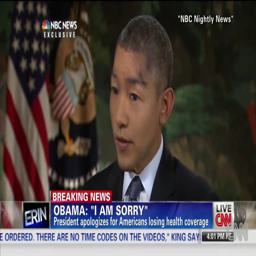 NBC NEWS
EXCLUSIVE
"NBC Nightly News"
BREAKING NEWS
ERIN
OBAMA: "I AM SORRY"
President apologizes for Americans losing health coverage
LIVE
CNN
4:01 PM
E ORDERED. THERE ARE NO TIME CODES ON THE VIDEOS," KING SAY